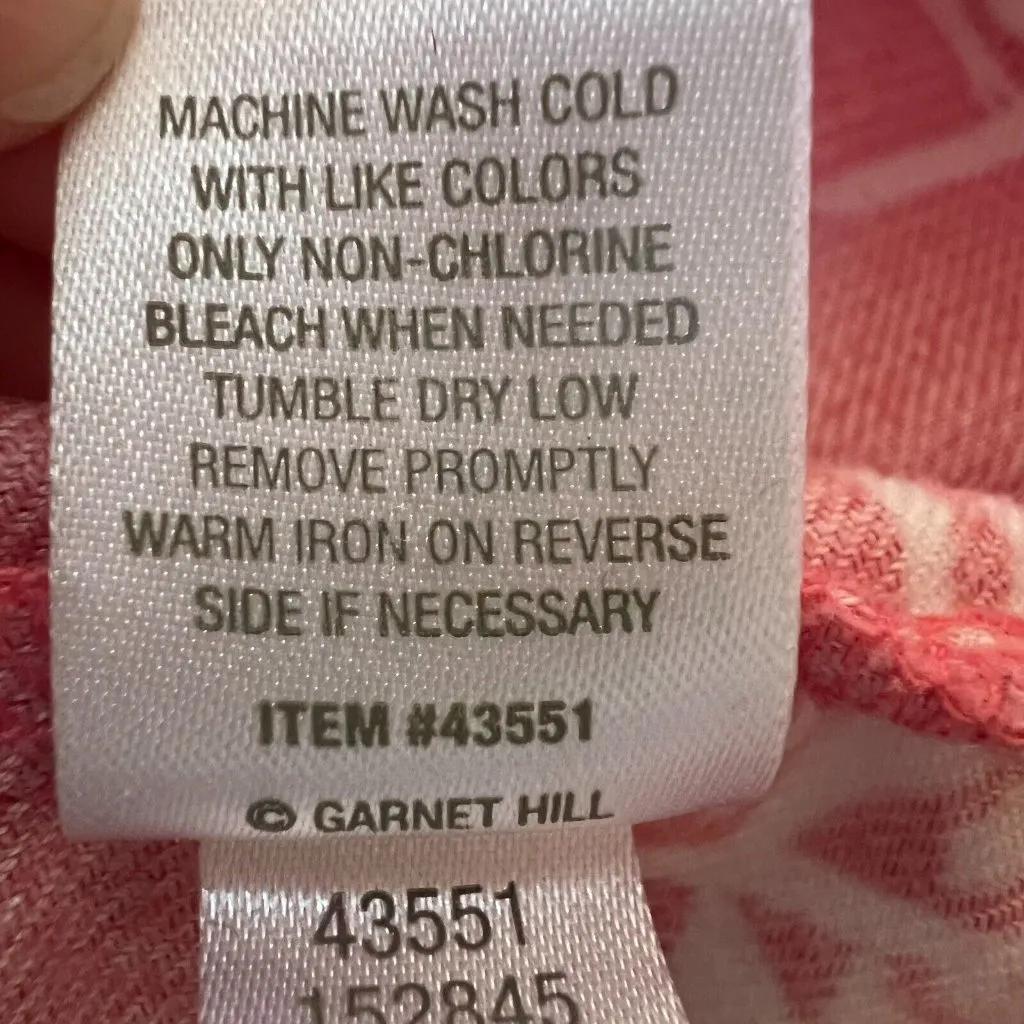 MACHINE WASH COLD
WITH LIKE COLORS
ONLY NON-CHLORINE
BLEACH WHEN NEEDED
TUMBLE DRY LOW
REMOVE PROMPTLY
WARM IRON ON REVERSE
SIDE IF NECESSARY
ITEM #43551
© GARNET HILL
43551
152845